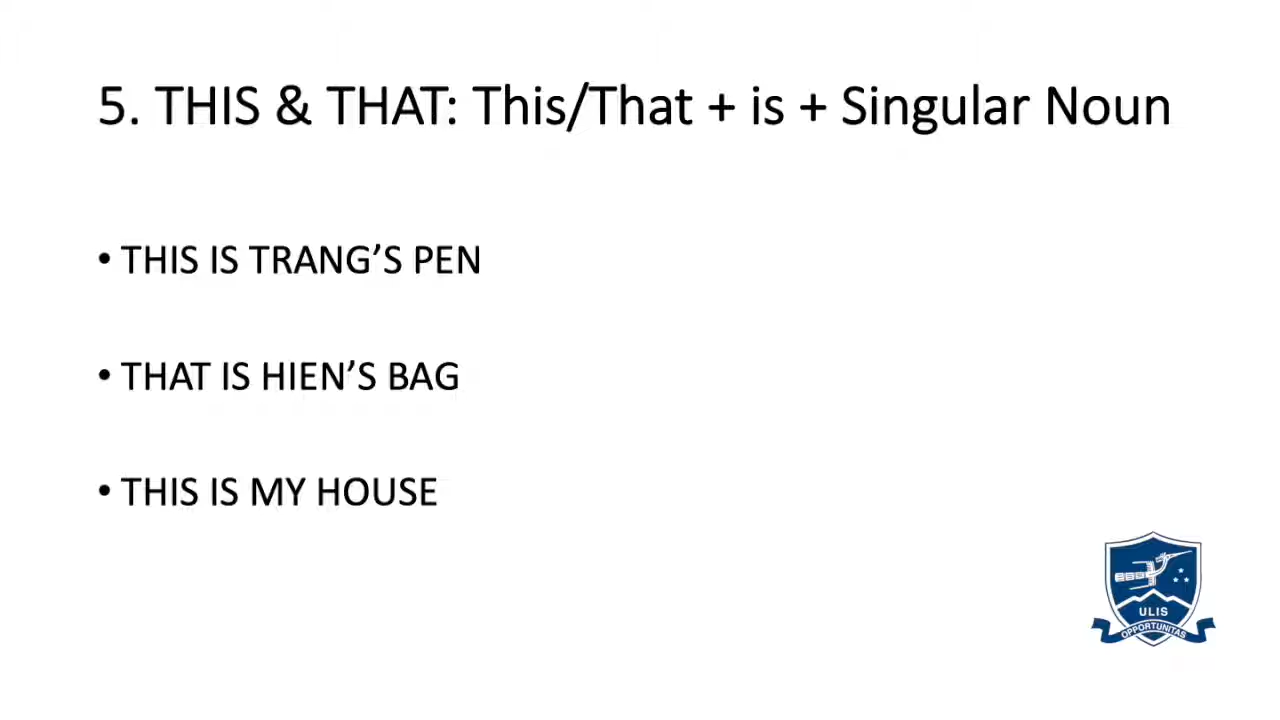 5. THIS & THAT: This/That + is + Singular Noun
• THIS IS TRANG’S PEN
• THAT IS HIEN’S BAG
• THIS IS MY HOUSE
ULIS
OPPORTUNITAS